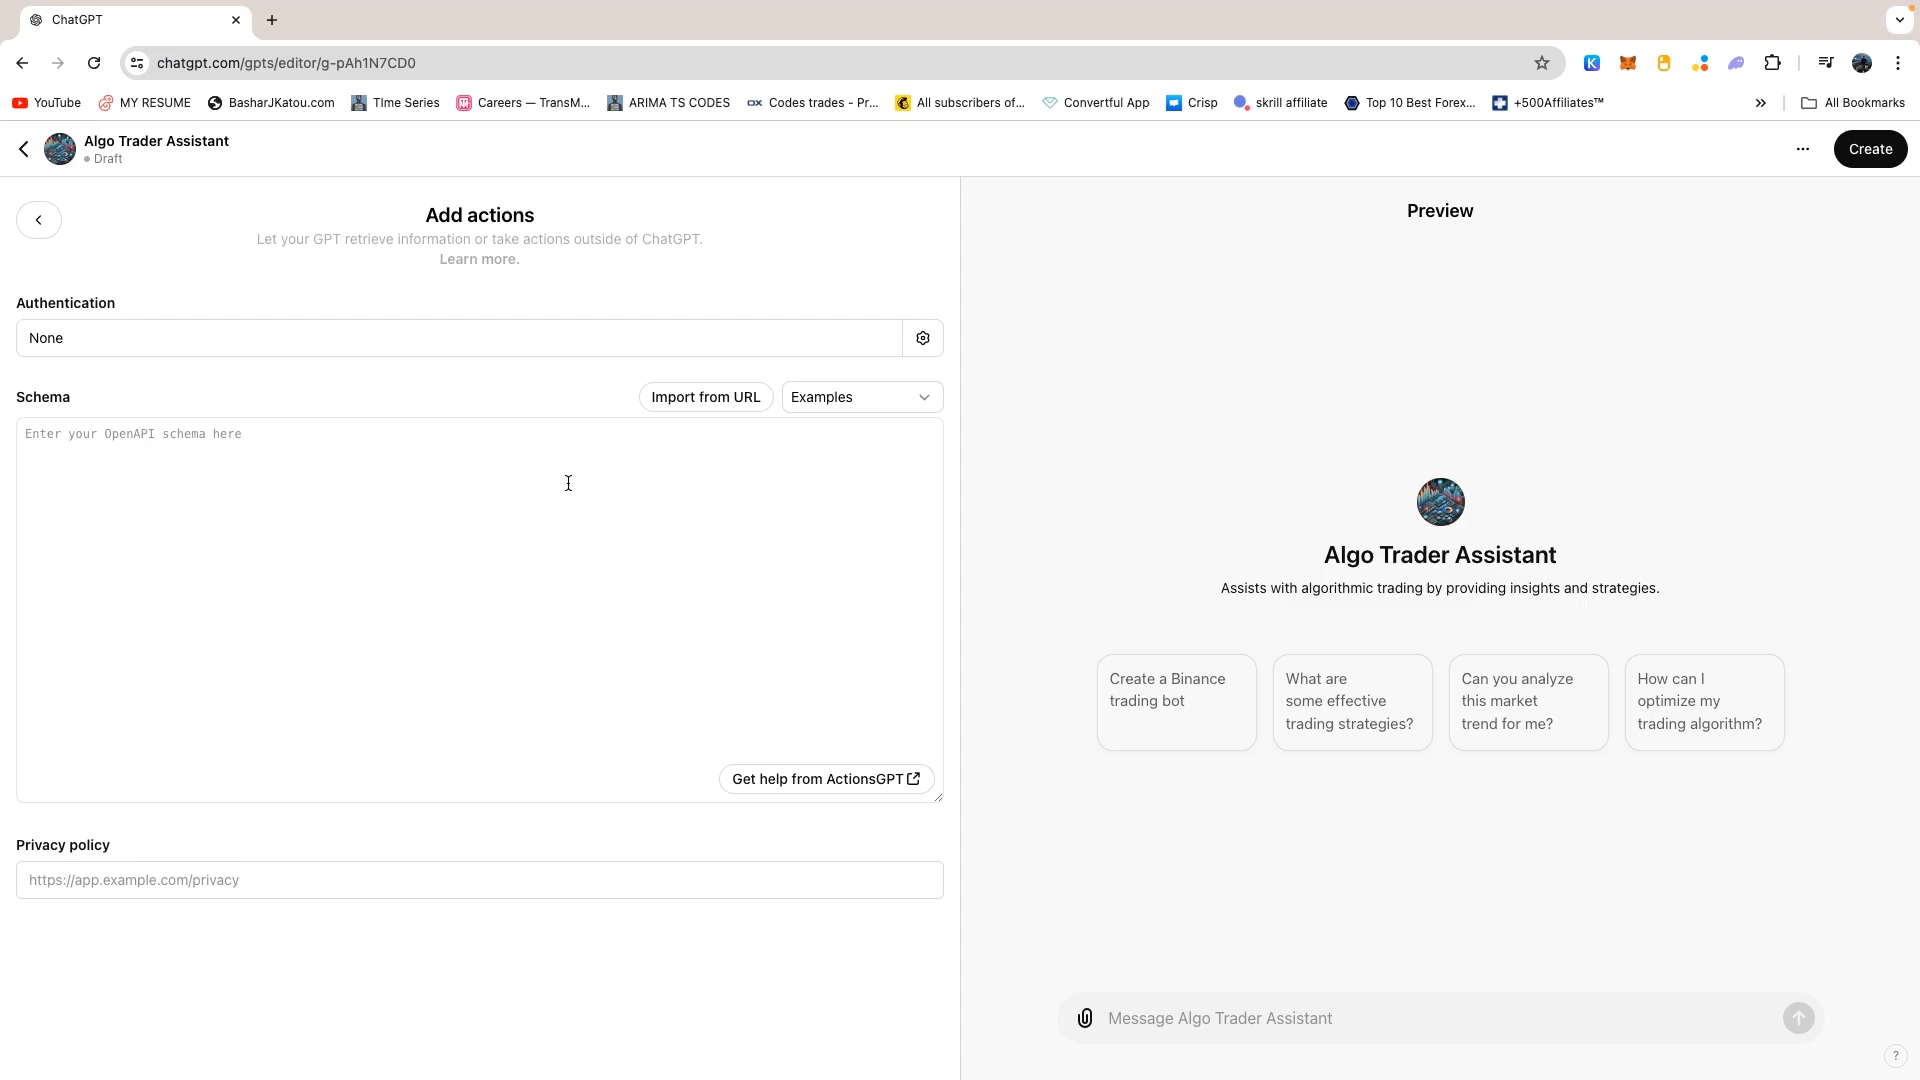 ChatGPT
chatgpt.com/gpts/editor/g-pAh1N7CD0
YouTube MY RESUME BasharJKatou.com TIme Series Careers — TransM... ARIMA TS CODES Codes trades - Pr... All subscribers of... Convertful App Crisp skrill affiliate Top 10 Best Forex... +500Affiliates™ » All Bookmarks
Algo Trader Assistant
Draft
Create
Add actions
Let your GPT retrieve information or take actions outside of ChatGPT.
Learn more.
Authentication
None
Schema
Import from URL
Examples
Enter your OpenAPI schema here
Get help from ActionsGPT
Privacy policy
https://app.example.com/privacy
Preview
Algo Trader Assistant
Assists with algorithmic trading by providing insights and strategies.
Create a Binance
trading bot
What are
some effective
trading strategies?
Can you analyze
this market
trend for me?
How can I
optimize my
trading algorithm?
Message Algo Trader Assistant
?